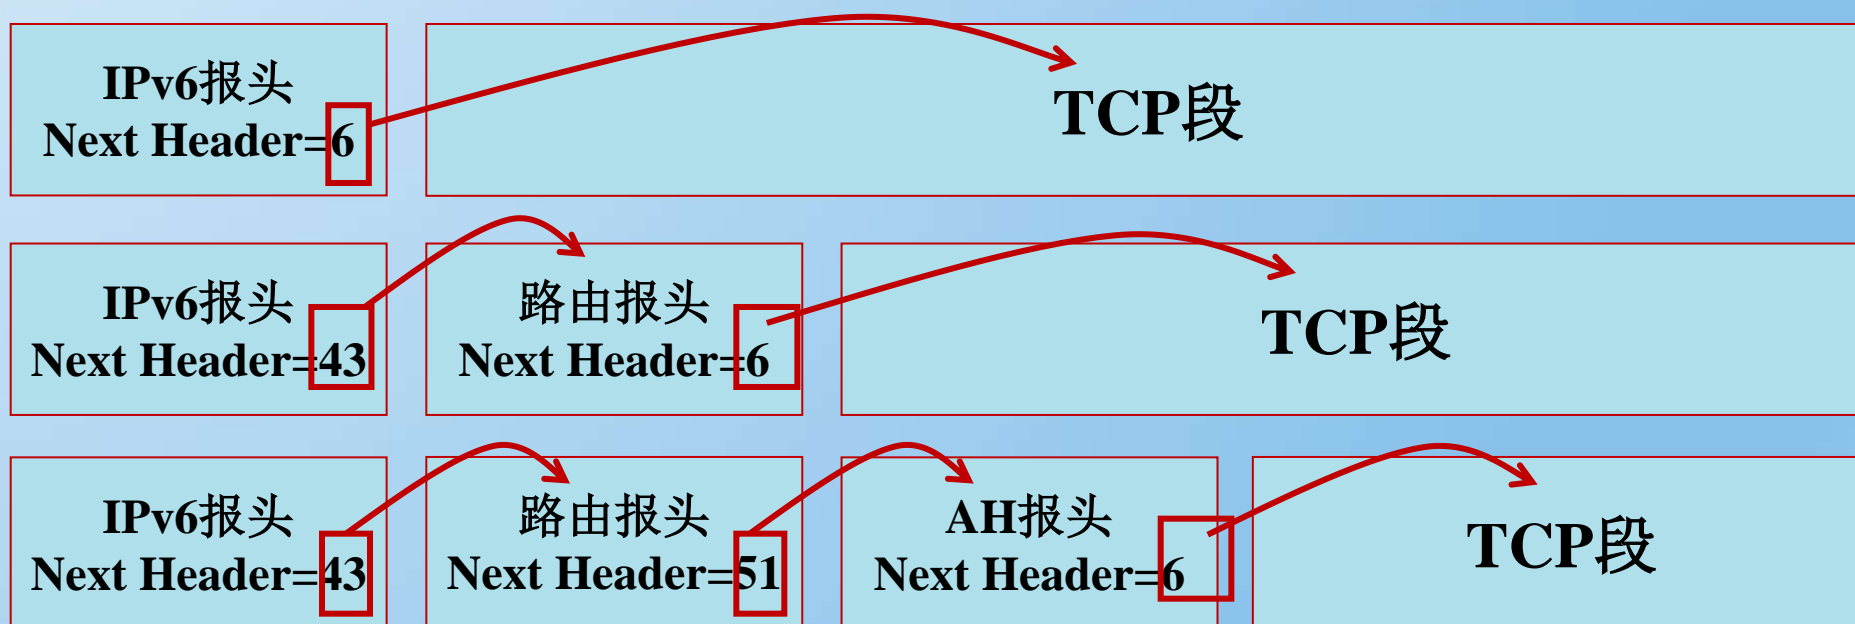 IPv6报头
Next Header=6
TCP段
IPv6报头
Next Header=43
路由报头
Next Header=6
TCP段
IPv6报头
Next Header=43
路由报头
Next Header=51
AH报头
Next Header=6
TCP段